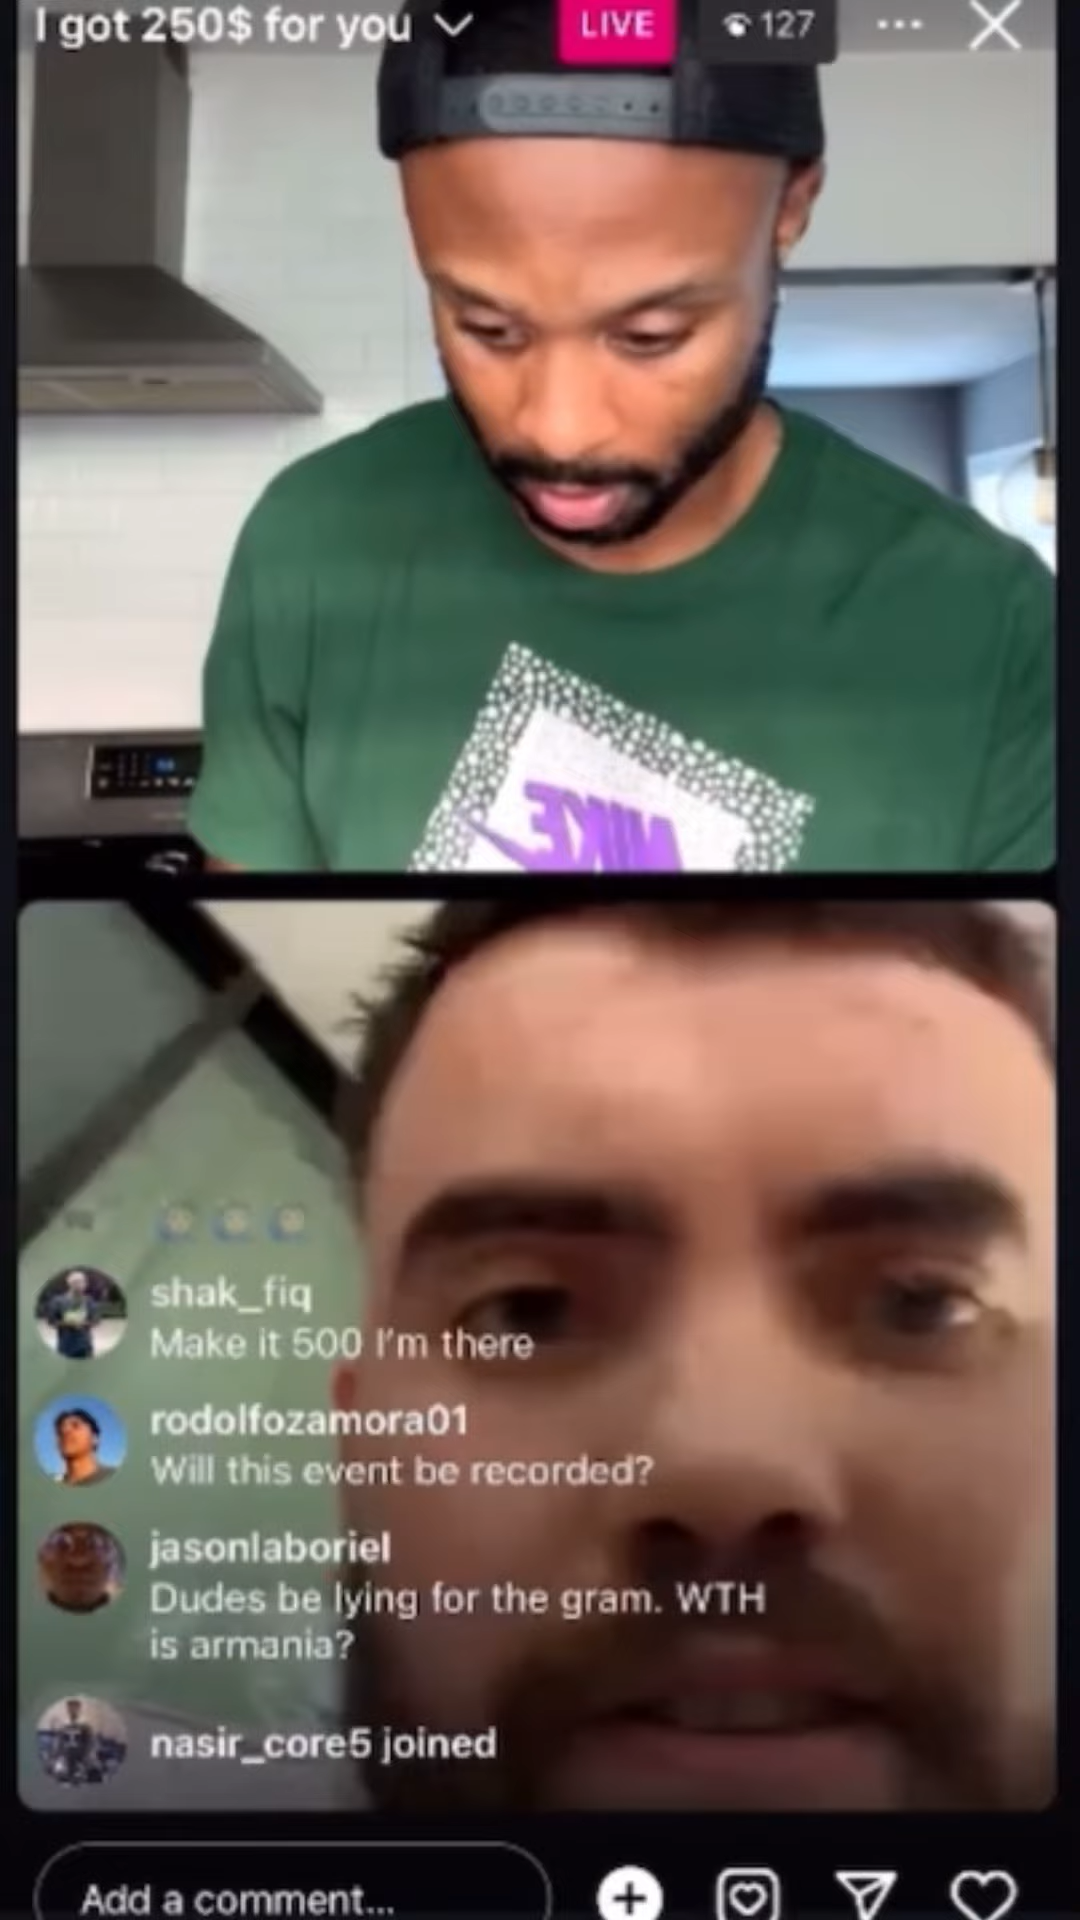 I got 250$ for you
LIVE
127
NIKE
shak_fiq
Make it 500 I'm there
rodolfozamora01
Will this event be recorded?
jasonlaboriel
Dudes be lying for the gram. WTH
is armania?
nasir_core5 joined
Add a comment...